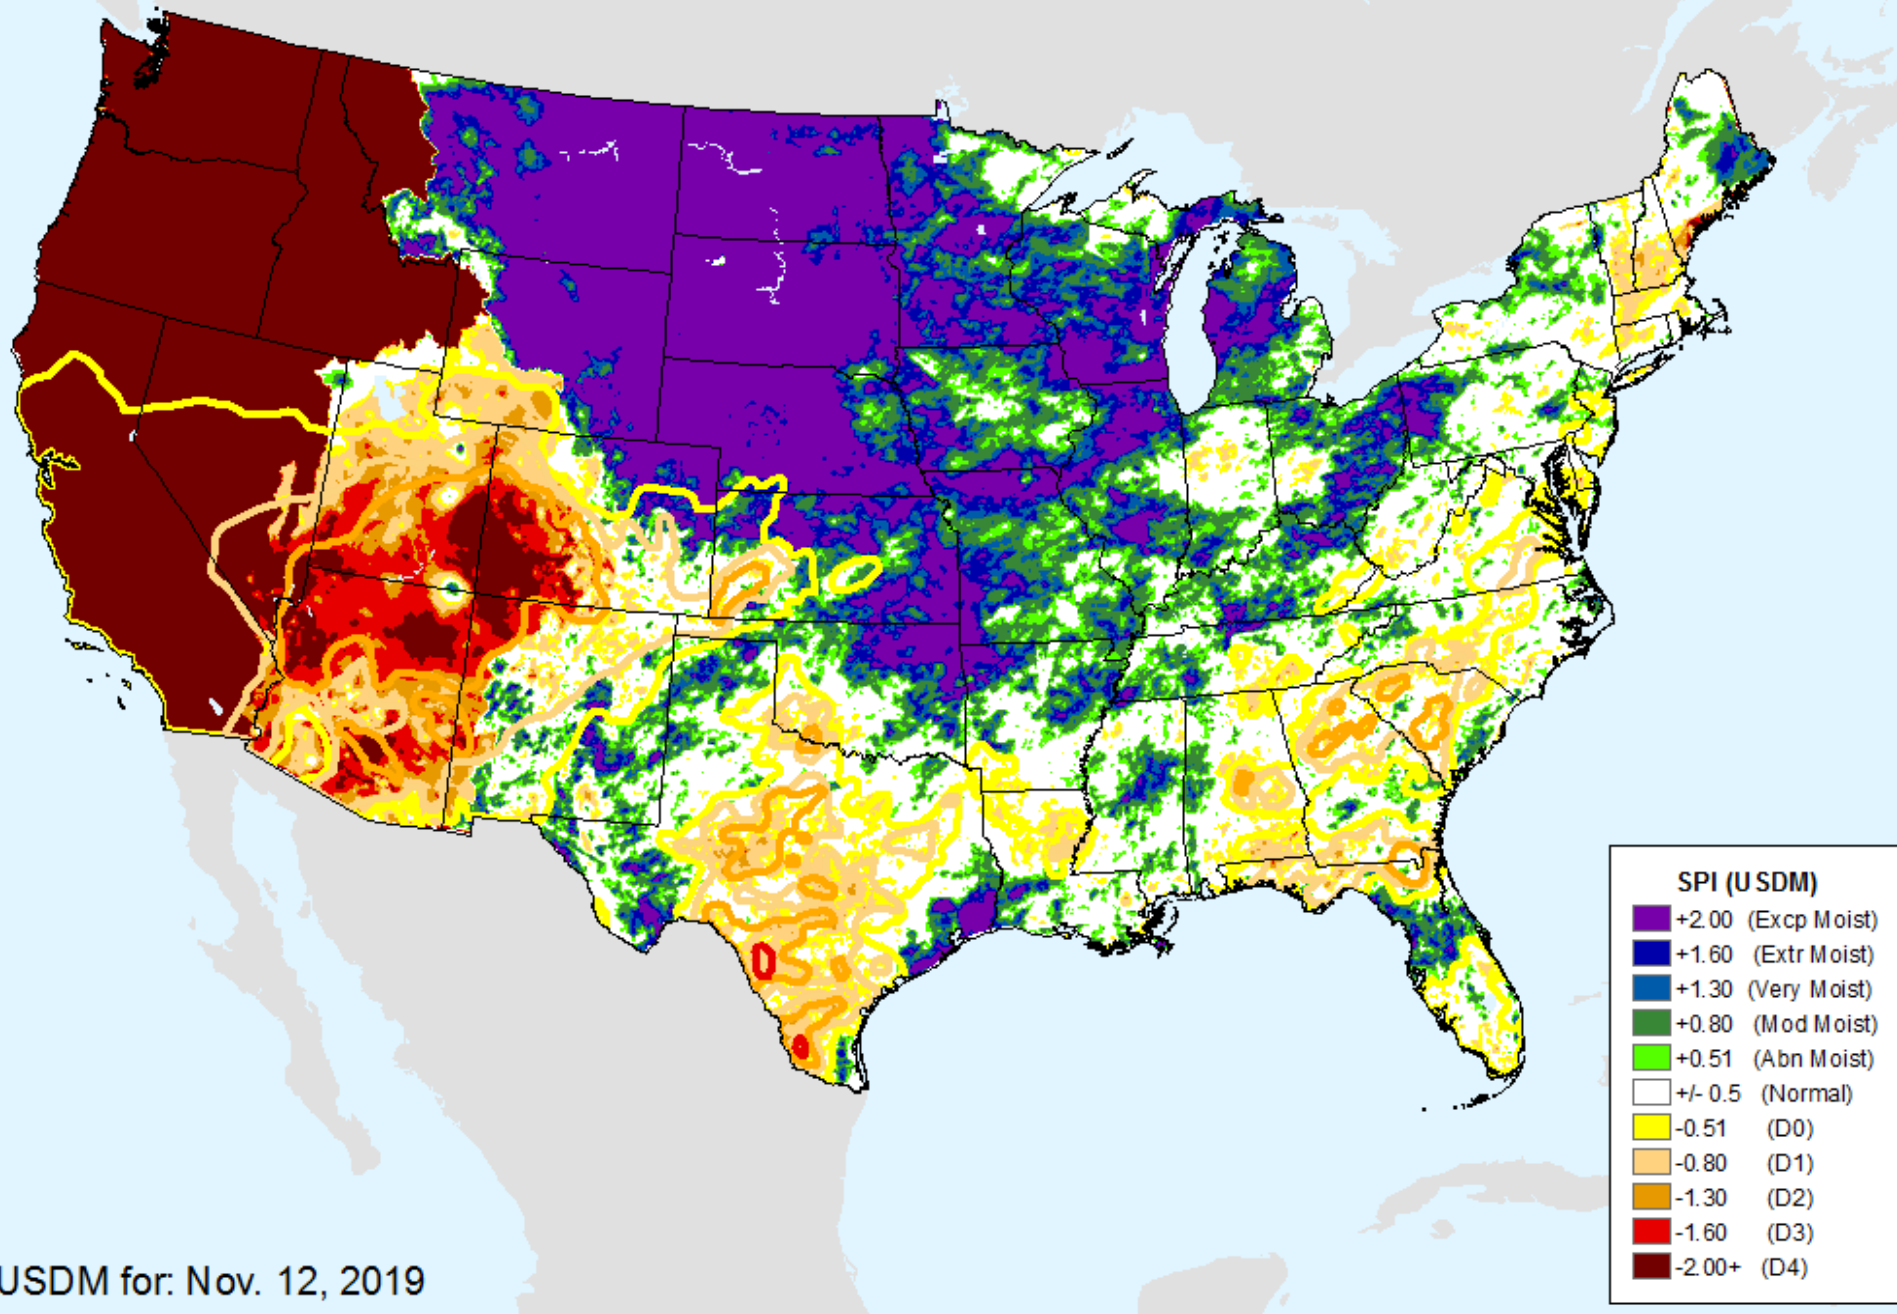 SPI (USDM)
+2.00 (Excp Moist)
+1.60 (Extr Moist)
+1.30 (Very Moist)
+0.80 (Mod Moist)
+0.51 (Abn Moist)
+/- 0.5 (Normal)
-0.51 (D0)
-0.80 (D1)
-1.30 (D2)
-1.60 (D3)
-2.00+ (D4)
USDM for: Nov. 12, 2019